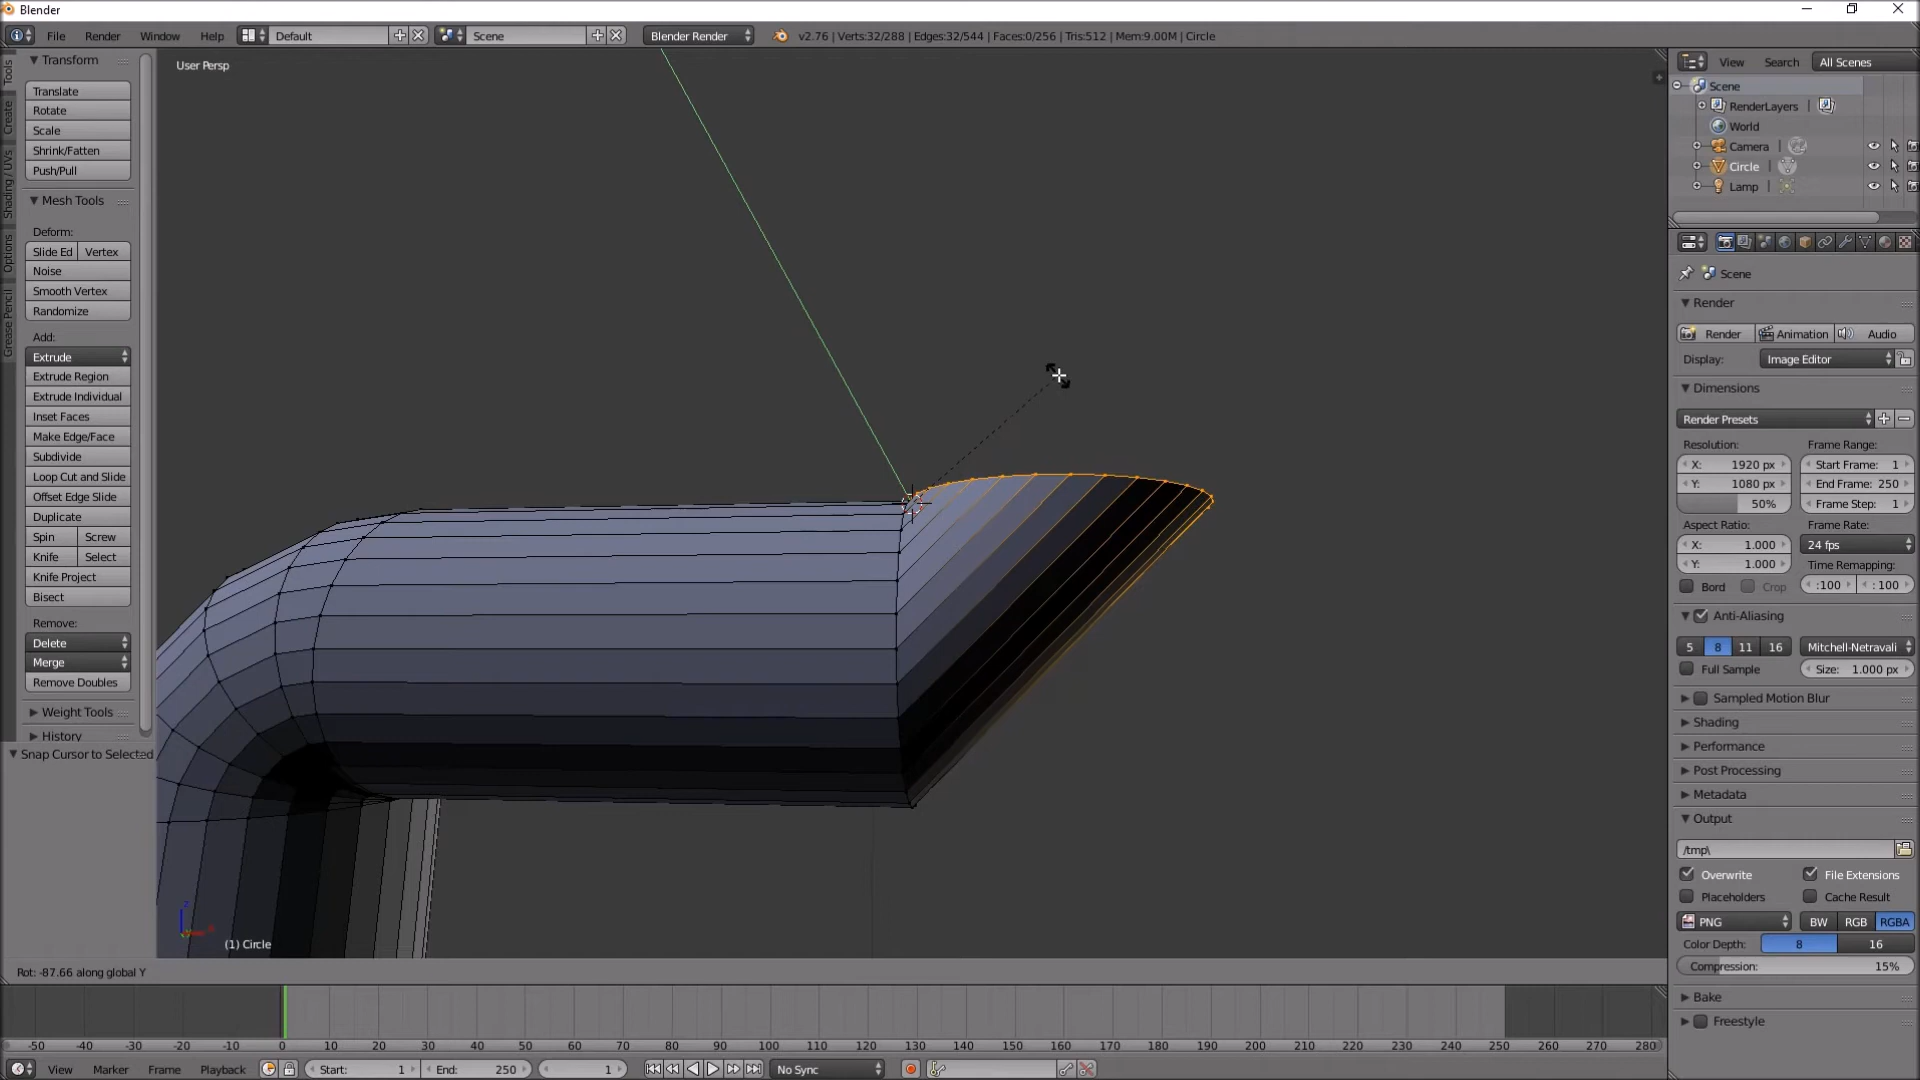 Blender
File Render Window Help Default Scene Blender Render v2.76 | Verts:32/288 | Edges:32/544 | Faces:0/256 | Tris:512 | Mem:9.00M | Circle
Tools
Create
Shading / UVs
Options
Grease Pencil
Transform
Translate
Rotate
Scale
Shrink/Fatten
Push/Pull
Mesh Tools
Deform:
Slide Ed Vertex
Noise
Smooth Vertex
Randomize
Add:
Extrude
Extrude Region
Extrude Individual
Inset Faces
Make Edge/Face
Subdivide
Loop Cut and Slide
Offset Edge Slide
Duplicate
Spin Screw
Knife Select
Knife Project
Bisect
Remove:
Delete
Merge
Remove Doubles
Weight Tools
History
Snap Cursor to Selected
User Persp
(1) Circle
Rot: -87.66 along global Y
View Search All Scenes
Scene
RenderLayers
World
Camera
Circle
Lamp
Scene
Render
Render Animation Audio
Display: Image Editor
Dimensions
Render Presets
Resolution: Frame Range:
X: 1920 px Start Frame: 1
Y: 1080 px End Frame: 250
50% Frame Step: 1
Aspect Ratio: Frame Rate:
X: 1.000 24 fps
Y: 1.000 Time Remapping:
Bord Crop :100 : 100
Anti-Aliasing
5 8 11 16 Mitchell-Netravali
Full Sample Size: 1.000 px
Sampled Motion Blur
Shading
Performance
Post Processing
Metadata
Output
/tmp\
Overwrite File Extensions
Placeholders Cache Result
PNG BW RGB RGBA
Color Depth: 8 16
Compression: 15%
Bake
Freestyle
-50 -40 -30 -20 -10 0 10 20 30 40 50 60 70 80 90 100 110 120 130 140 150 160 170 180 190 200 210 220 230 240 250 260 270 280
View Marker Frame Playback Start: 1 End: 250 1 No Sync